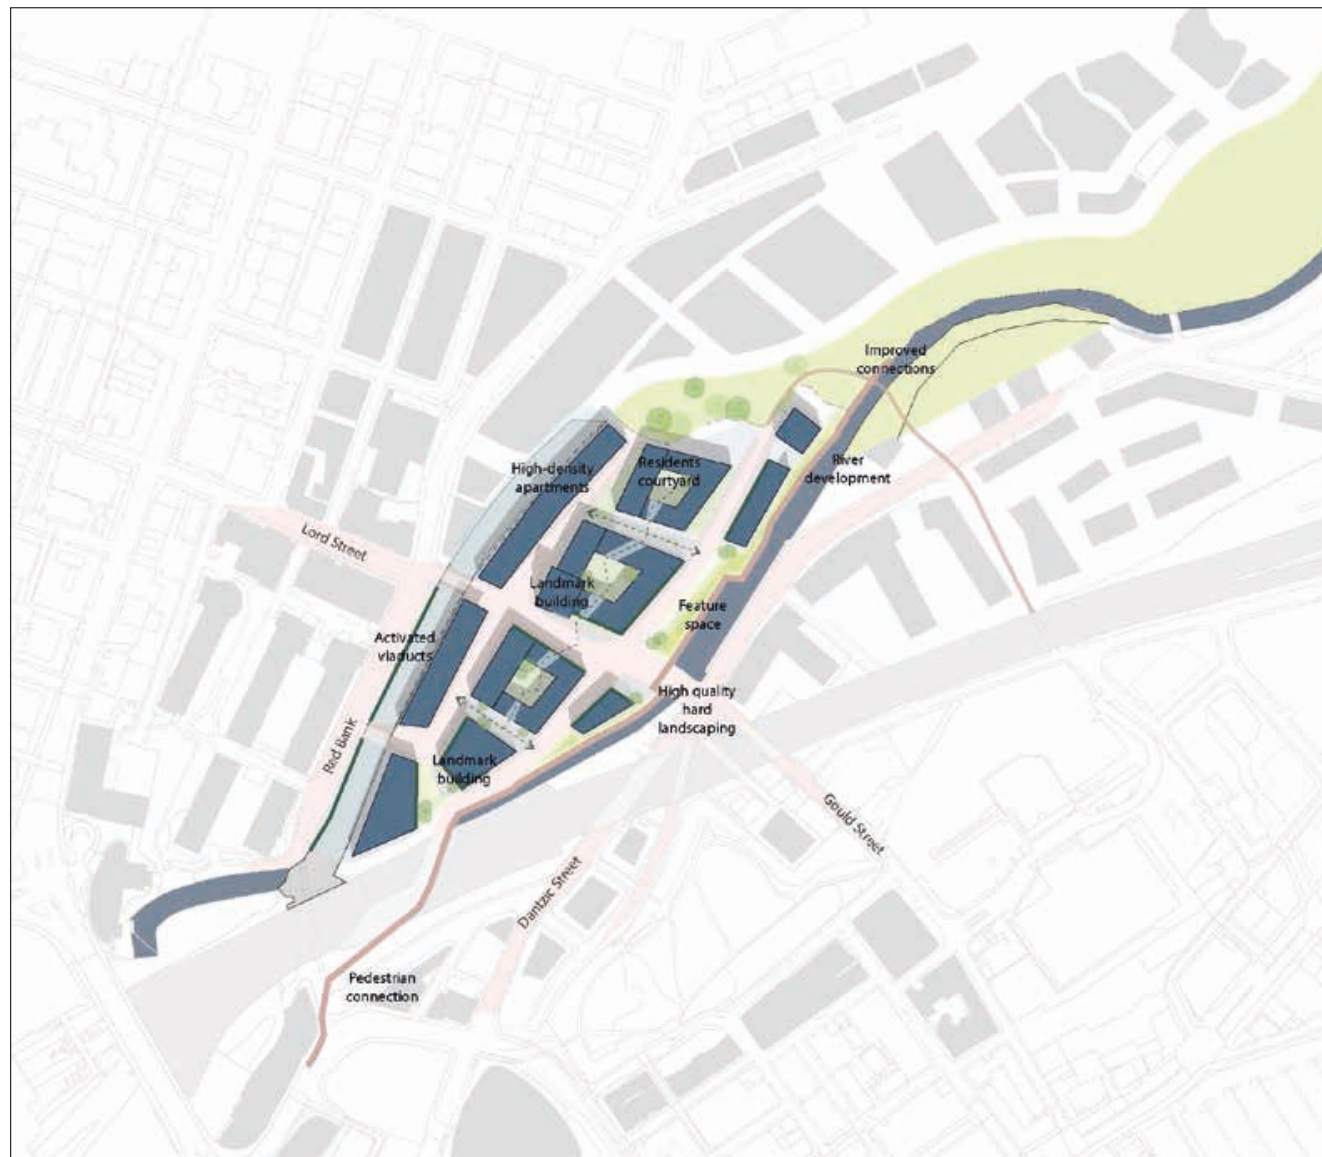 Improved
connections
High-density
apartments
Residents
courtyard
River
development
Lord Street
Landmark
building
Feature
space
Activated
viaducts
High quality
hard
landscaping
Red Bank
Landmark
building
Gould Street
Dantzic Street
Pedestrian
connection